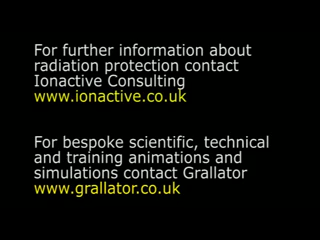 For further information about
radiation protection contact
Ionactive Consulting
www.ionactive.co.uk
For bespoke scientific, technical
and training animations and
simulations contact Grallator
www.grallator.co.uk